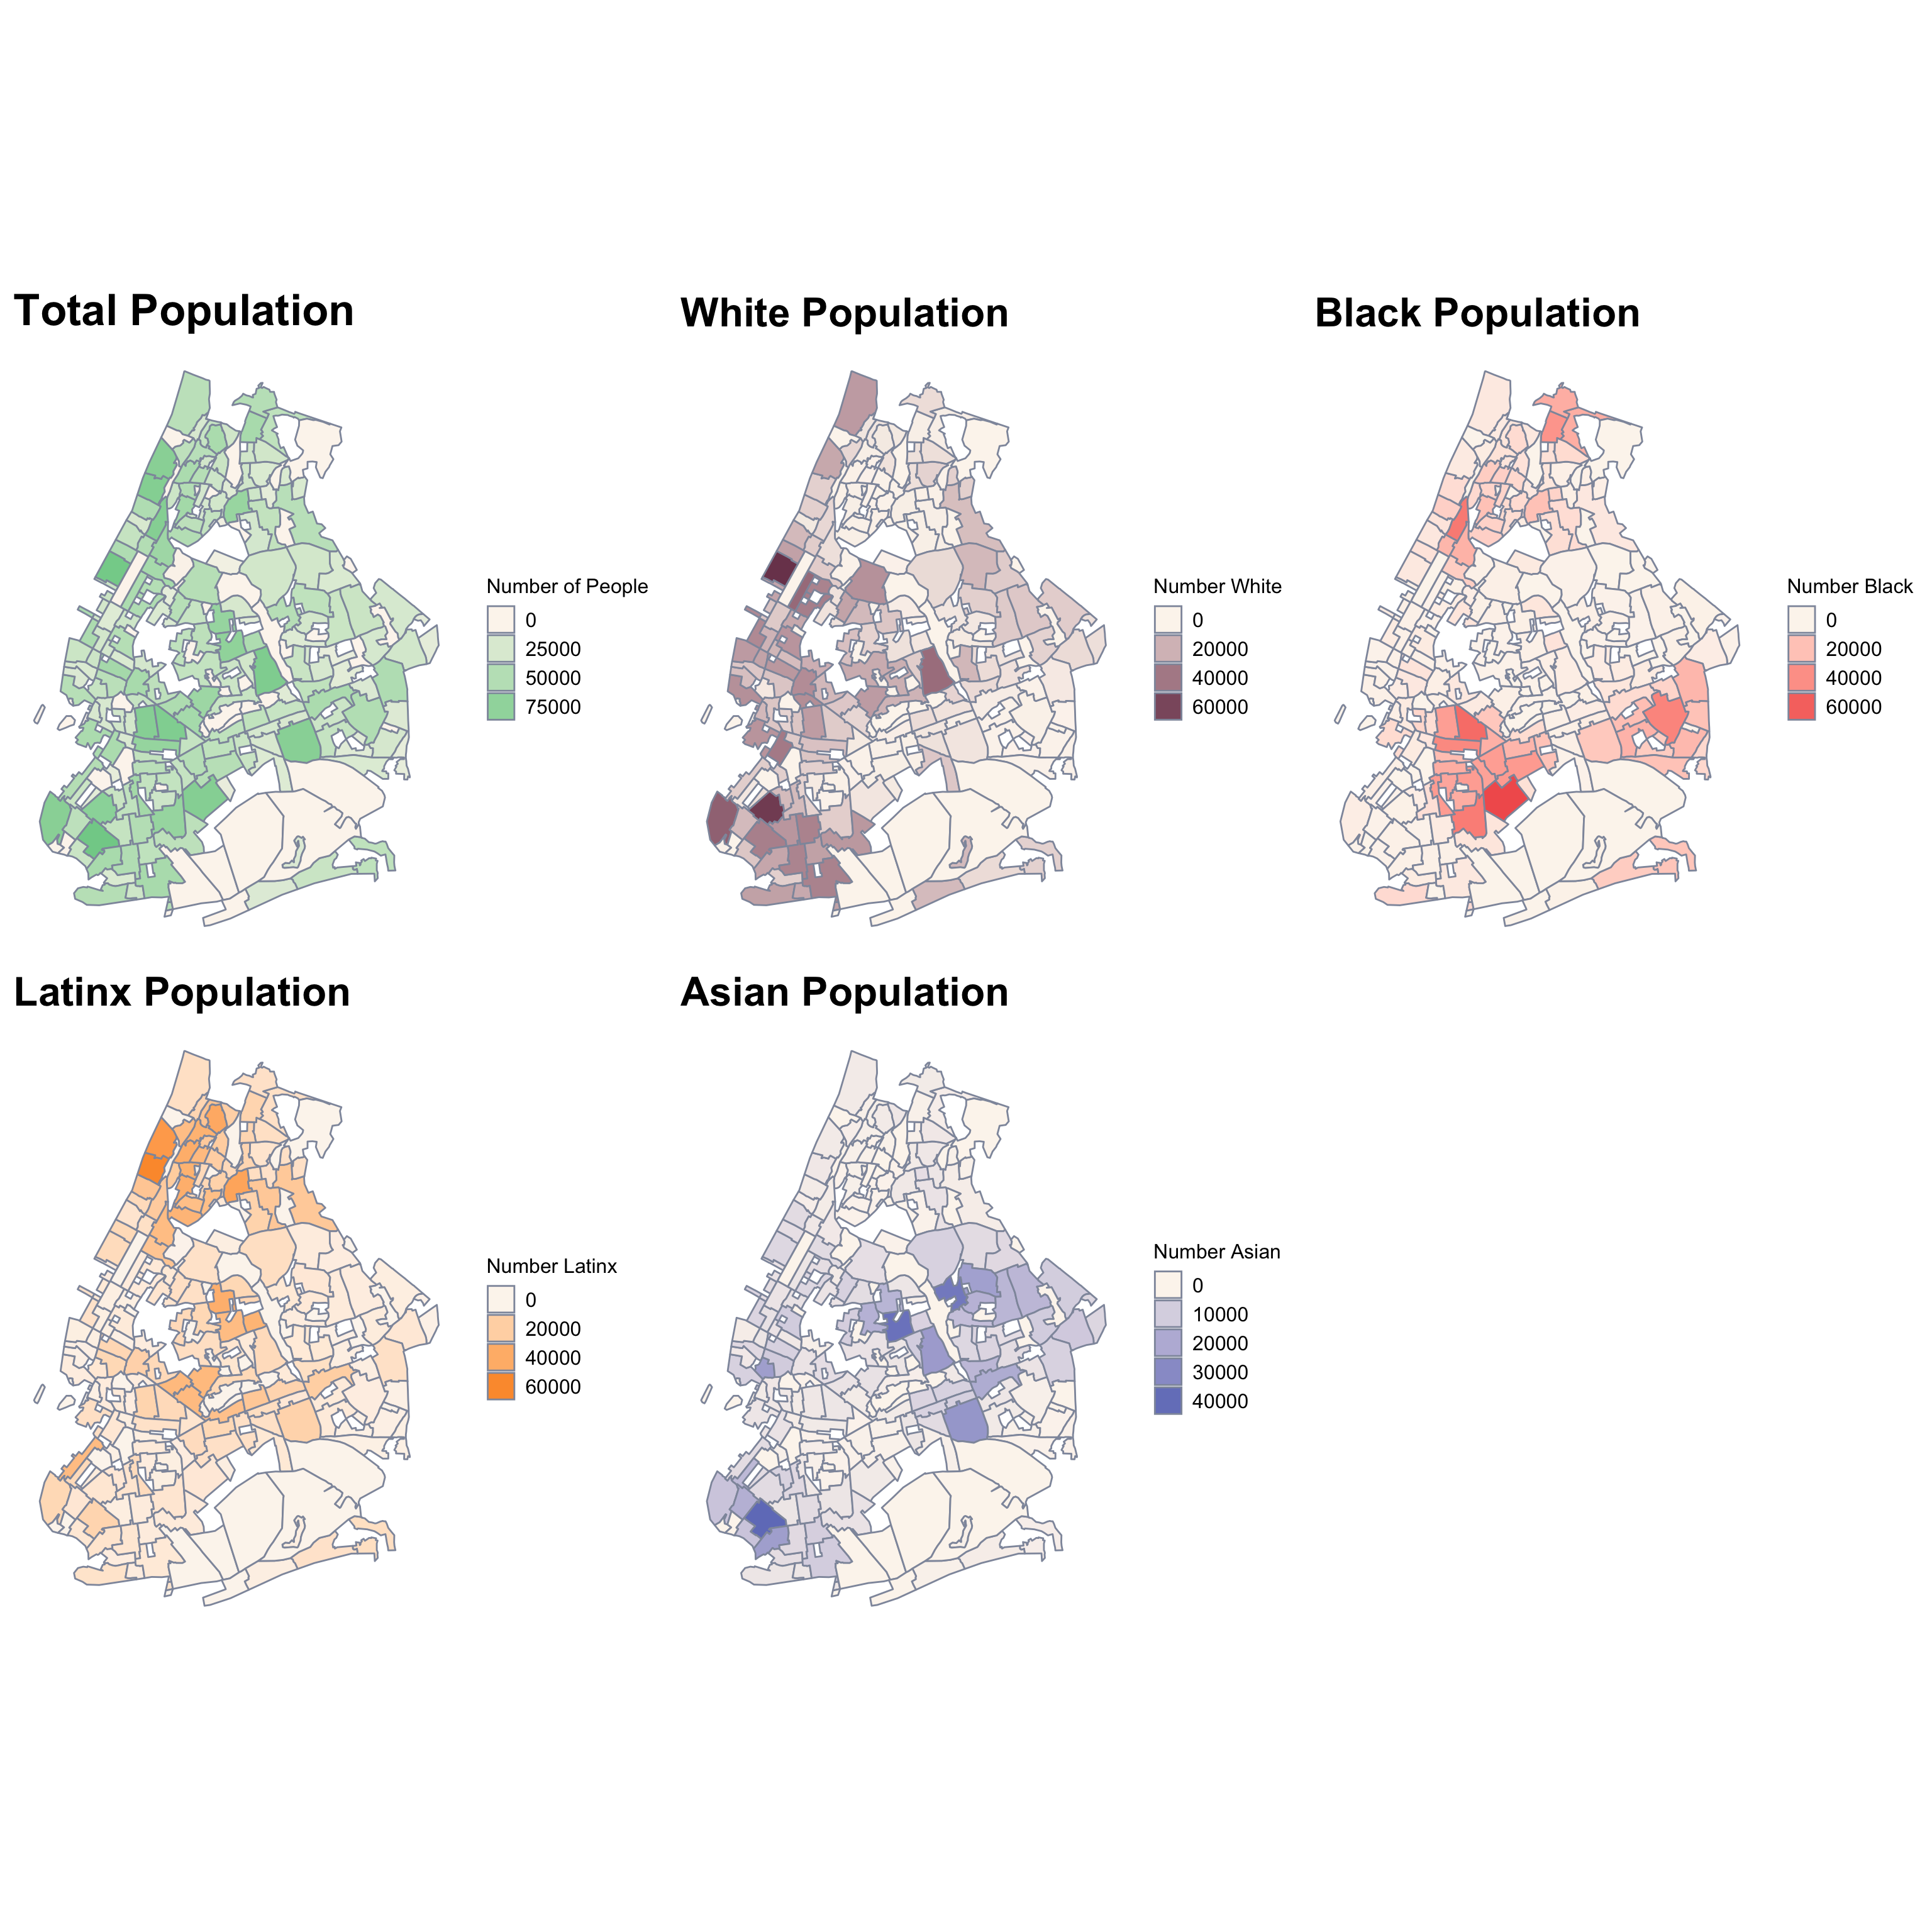 Total Population
White Population
Black Population
Number of People
0
25000
50000
75000
Number White
0
20000
40000
60000
Number Black
0
20000
40000
60000
Latinx Population
Asian Population
Number Latinx
0
20000
40000
60000
Number Asian
0
10000
20000
30000
40000